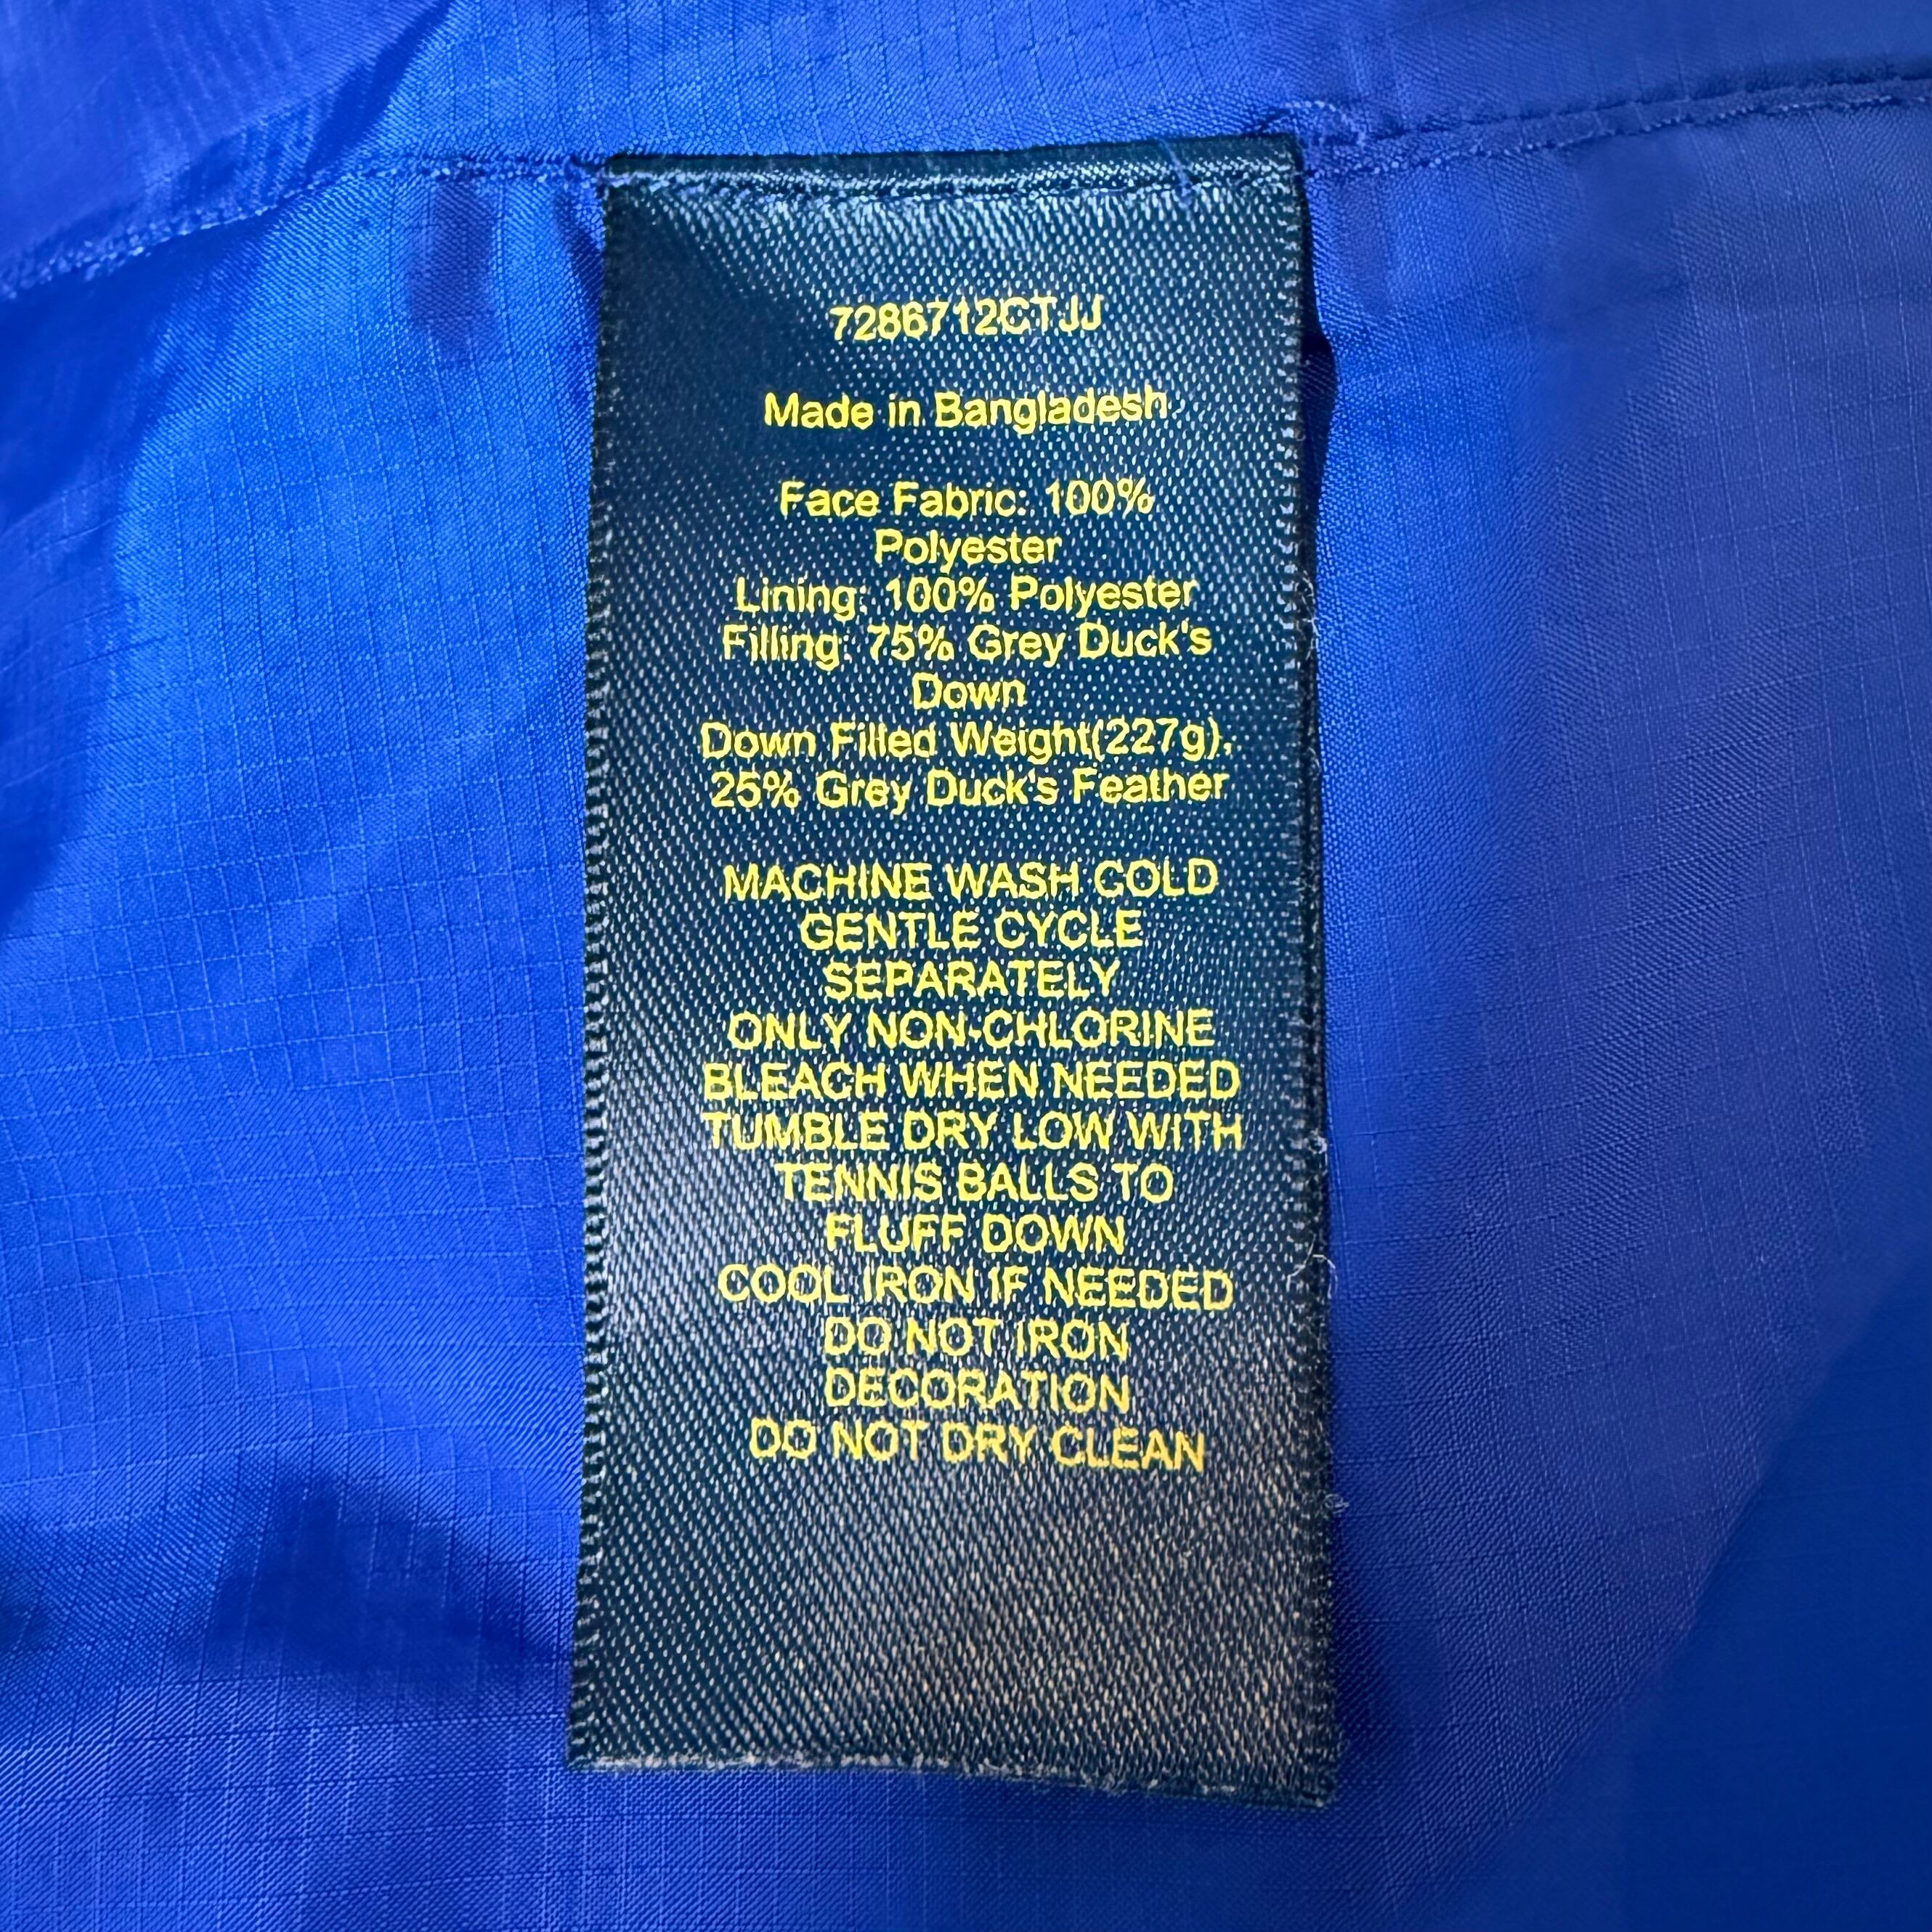 7286712CTJJ
Made in Bangladesh
Face Fabric: 100%
Polyester
Lining: 100% Polyester
Filling: 75% Grey Duck's
Down
Down Filled Weight(227g),
25% Grey Duck's Feather
MACHINE WASH COLD
GENTLE CYCLE
SEPARATELY
ONLY NON-CHLORINE
BLEACH WHEN NEEDED
TUMBLE DRY LOW WITH
TENNIS BALLS TO
FLUFF DOWN
COOL IRON IF NEEDED
DO NOT IRON
DECORATION
DO NOT DRY CLEAN